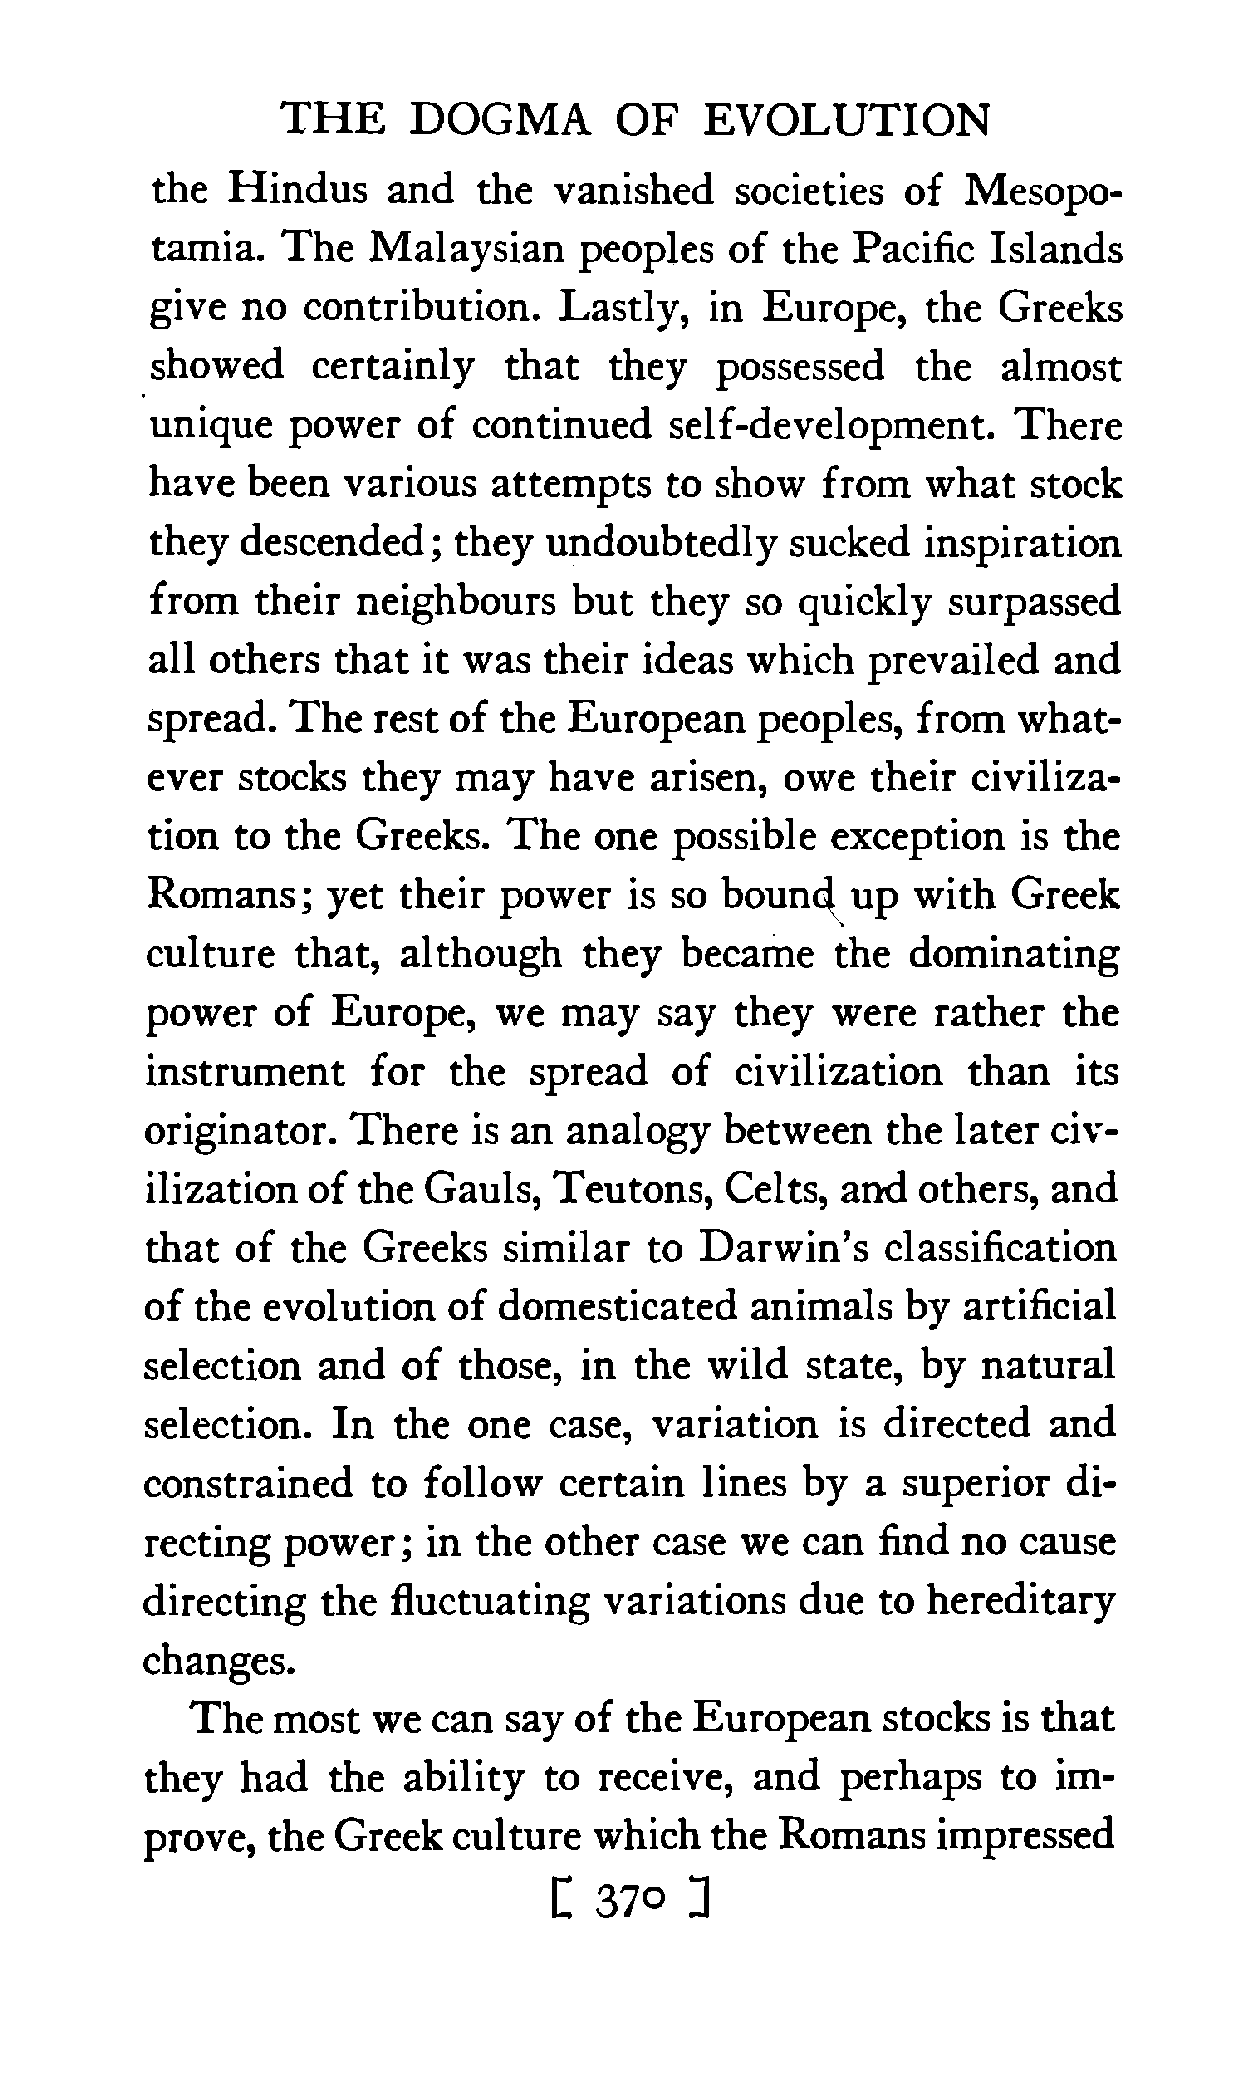 THE DOGMA OF EVOLUTION
the Hindus and the vanished societies of Mesopo-
tamia. The Malaysian peoples of the Pacific Islands
give no contribution. Lastly, in Europe, the Greeks
showed certainly that they possessed the almost
unique power of continued self-development. There
have been various attempts to show from what stock
they descended; they undoubtedly sucked inspiration
from their neighbours but they so quickly surpassed
all others that it was their ideas which prevailed and
spread. The rest of the European peoples, from what-
ever stocks they may have arisen, owe their civiliza-
tion to the Greeks. The one possible exception is the
Romans; yet their power is so bound up with Greek
culture that, although they became the dominating
power of Europe, we may say they were rather the
instrument for the spread of civilization than its
originator. There is an analogy between the later civ-
ilization of the Gauls, Teutons, Celts, and others, and
that of the Greeks similar to Darwin's classification
of the evolution of domesticated animals by artificial
selection and of those, in the wild state, by natural
selection. In the one case, variation is directed and
constrained to follow certain lines by a superior di-
recting power; in the other case we can find no cause
directing the fluctuating variations due to hereditary
changes.
The most we can say of the European stocks is that
they had the ability to receive, and perhaps to im-
prove, the Greek culture which the Romans impressed
[ 370 ]